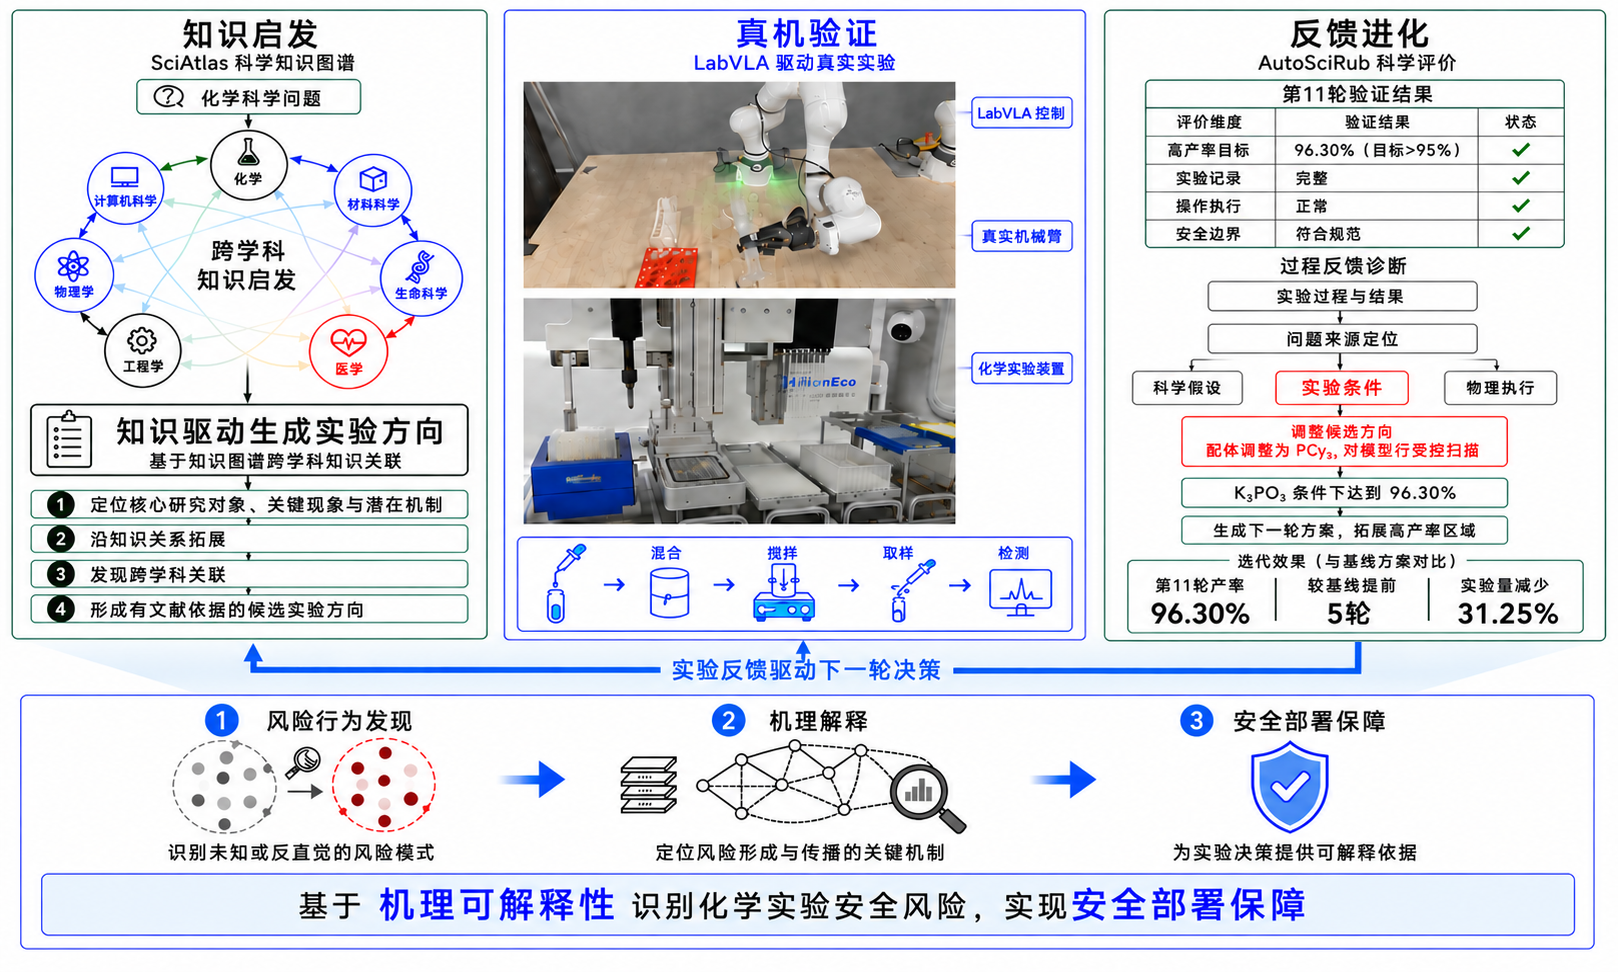 知识启发
SciAtlas 科学知识图谱
化学科学问题
化学
计算机科学
材料科学
跨学科
知识启发
物理学
生命科学
工程学
医学
知识驱动生成实验方向
基于知识图谱跨学科知识关联
1 定位核心研究对象、关键现象与潜在机制
2 沿知识关系拓展
3 发现跨学科关联
4 形成有文献依据的候选实验方向
真机验证
LabVLA 驱动真实实验
LabVLA 控制
真实机械臂
化学实验装置
HillionEco
混合
搅拌
取样
检测
反馈进化
AutoSciRub 科学评价
第11轮验证结果
评价维度 验证结果 状态
高产率目标 96.30%（目标>95%） ✓
实验记录 完整 ✓
操作执行 正常 ✓
安全边界 符合规范 ✓
过程反馈诊断
实验过程与结果
问题来源定位
科学假设 实验条件 物理执行
调整候选方向
配体调整为 PCy₃, 对模型行受控扫描
K₃PO₃ 条件下达到 96.30%
生成下一轮方案，拓展高产率区域
迭代效果（与基线方案对比）
第11轮产率 较基线提前 实验量减少
96.30% 5轮 31.25%
实验反馈驱动下一轮决策
1 风险行为发现
识别未知或反直觉的风险模式
2 机理解释
定位风险形成与传播的关键机制
3 安全部署保障
为实验决策提供可解释依据
基于 机理可解释性 识别化学实验安全风险，实现安全部署保障